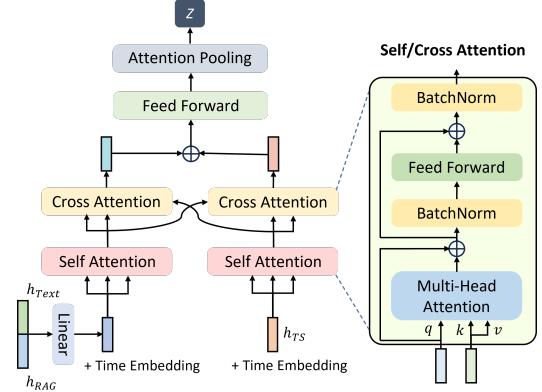 Z
Attention Pooling
Feed Forward
Cross Attention
Cross Attention
Self Attention
Self Attention
h_Text
Linear
h_RAG
+ Time Embedding
h_TS
+ Time Embedding
Self/Cross Attention
BatchNorm
Feed Forward
BatchNorm
Multi-Head
Attention
q k v